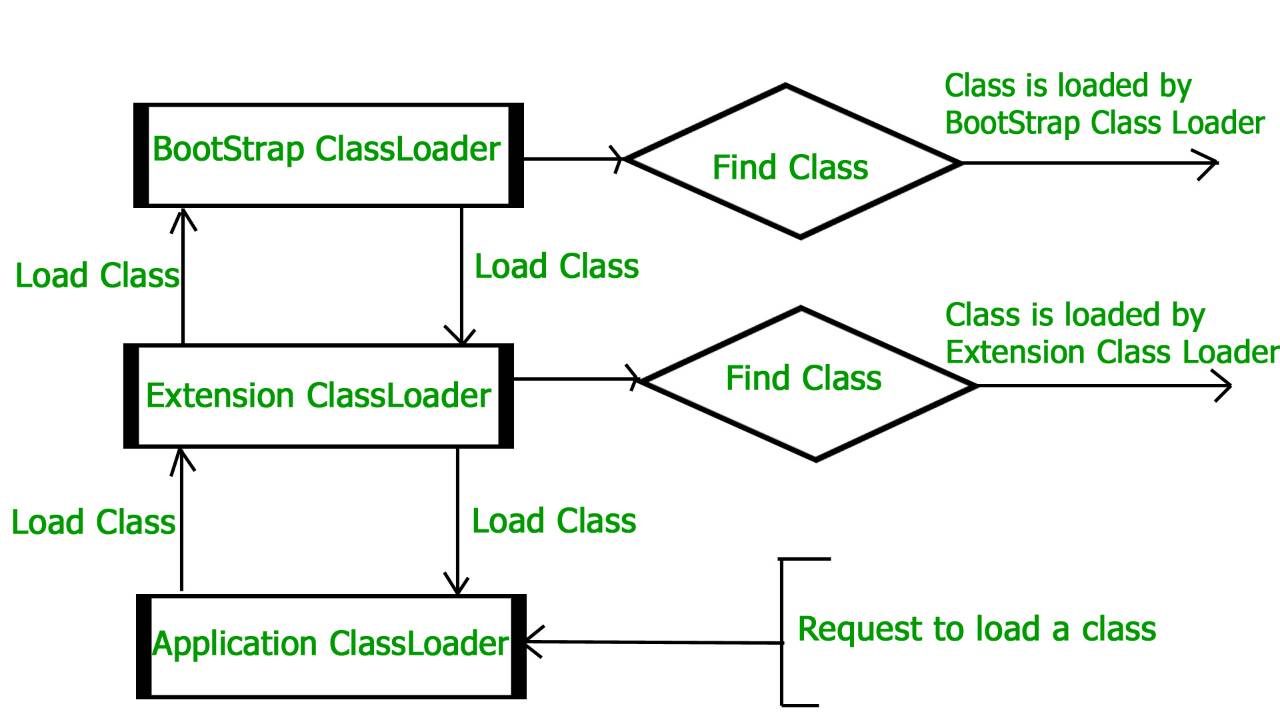 Class is loaded by
BootStrap Class Loader
BootStrap ClassLoader
Find Class
Load Class
Load Class
Class is loaded by
Extension Class Loader
Extension ClassLoader
Find Class
Load Class
Load Class
Application ClassLoader
Request to load a class